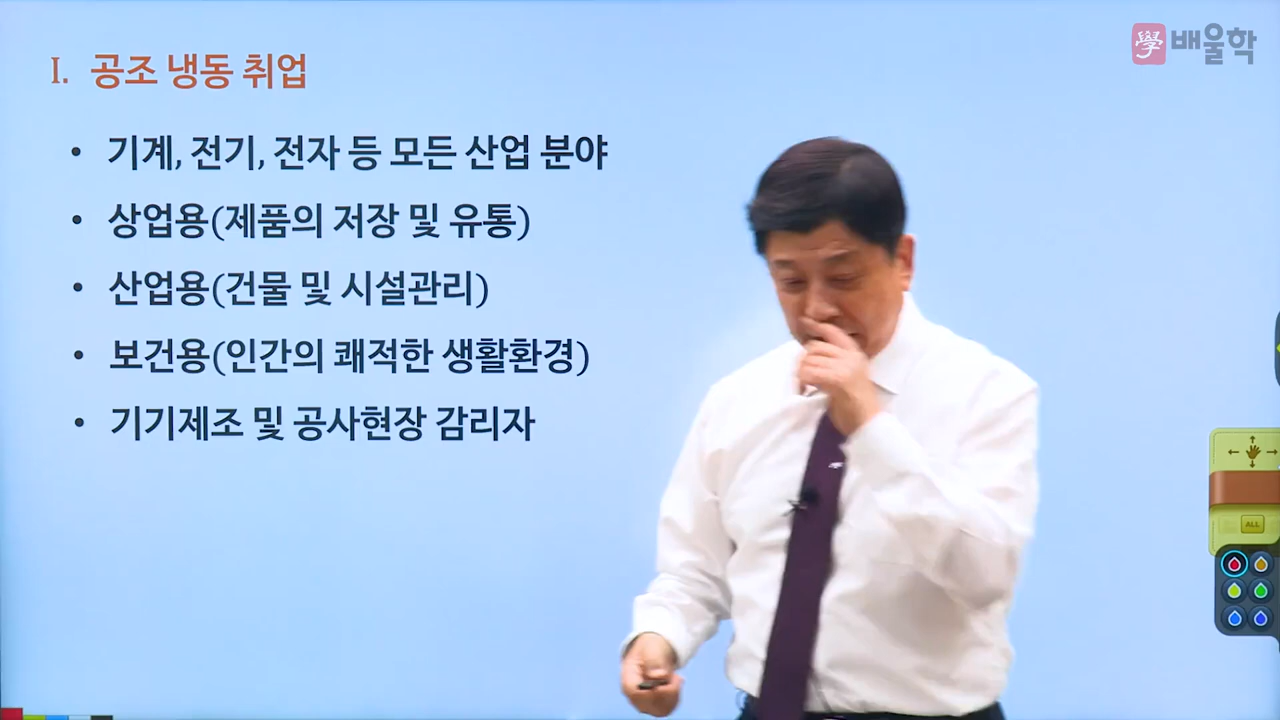 學 배울학
I. 공조 냉동 취업
• 기계, 전기, 전자 등 모든 산업 분야
• 상업용(제품의 저장 및 유통)
• 산업용(건물 및 시설관리)
• 보건용(인간의 쾌적한 생활환경)
• 기기제조 및 공사현장 감리자
ALL